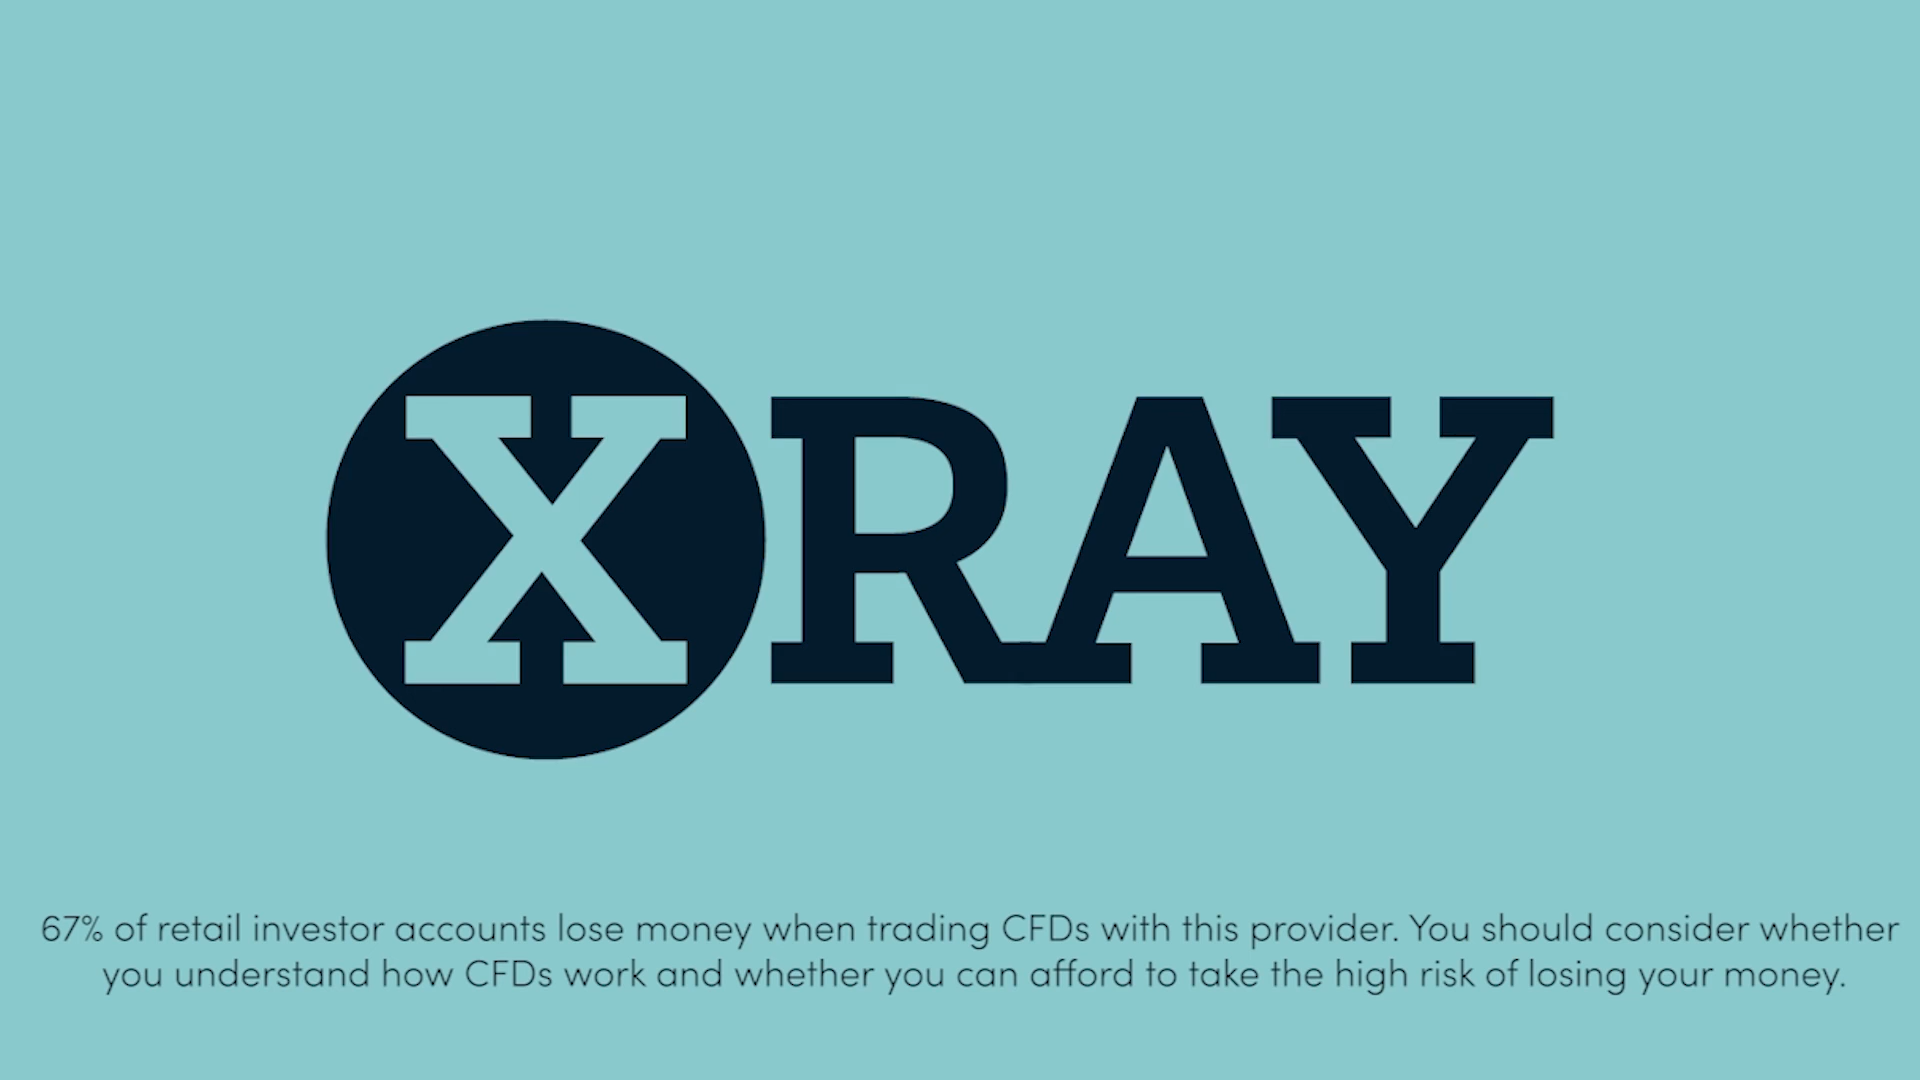 XRAY
67% of retail investor accounts lose money when trading CFDs with this provider. You should consider whether
you understand how CFDs work and whether you can afford to take the high risk of losing your money.